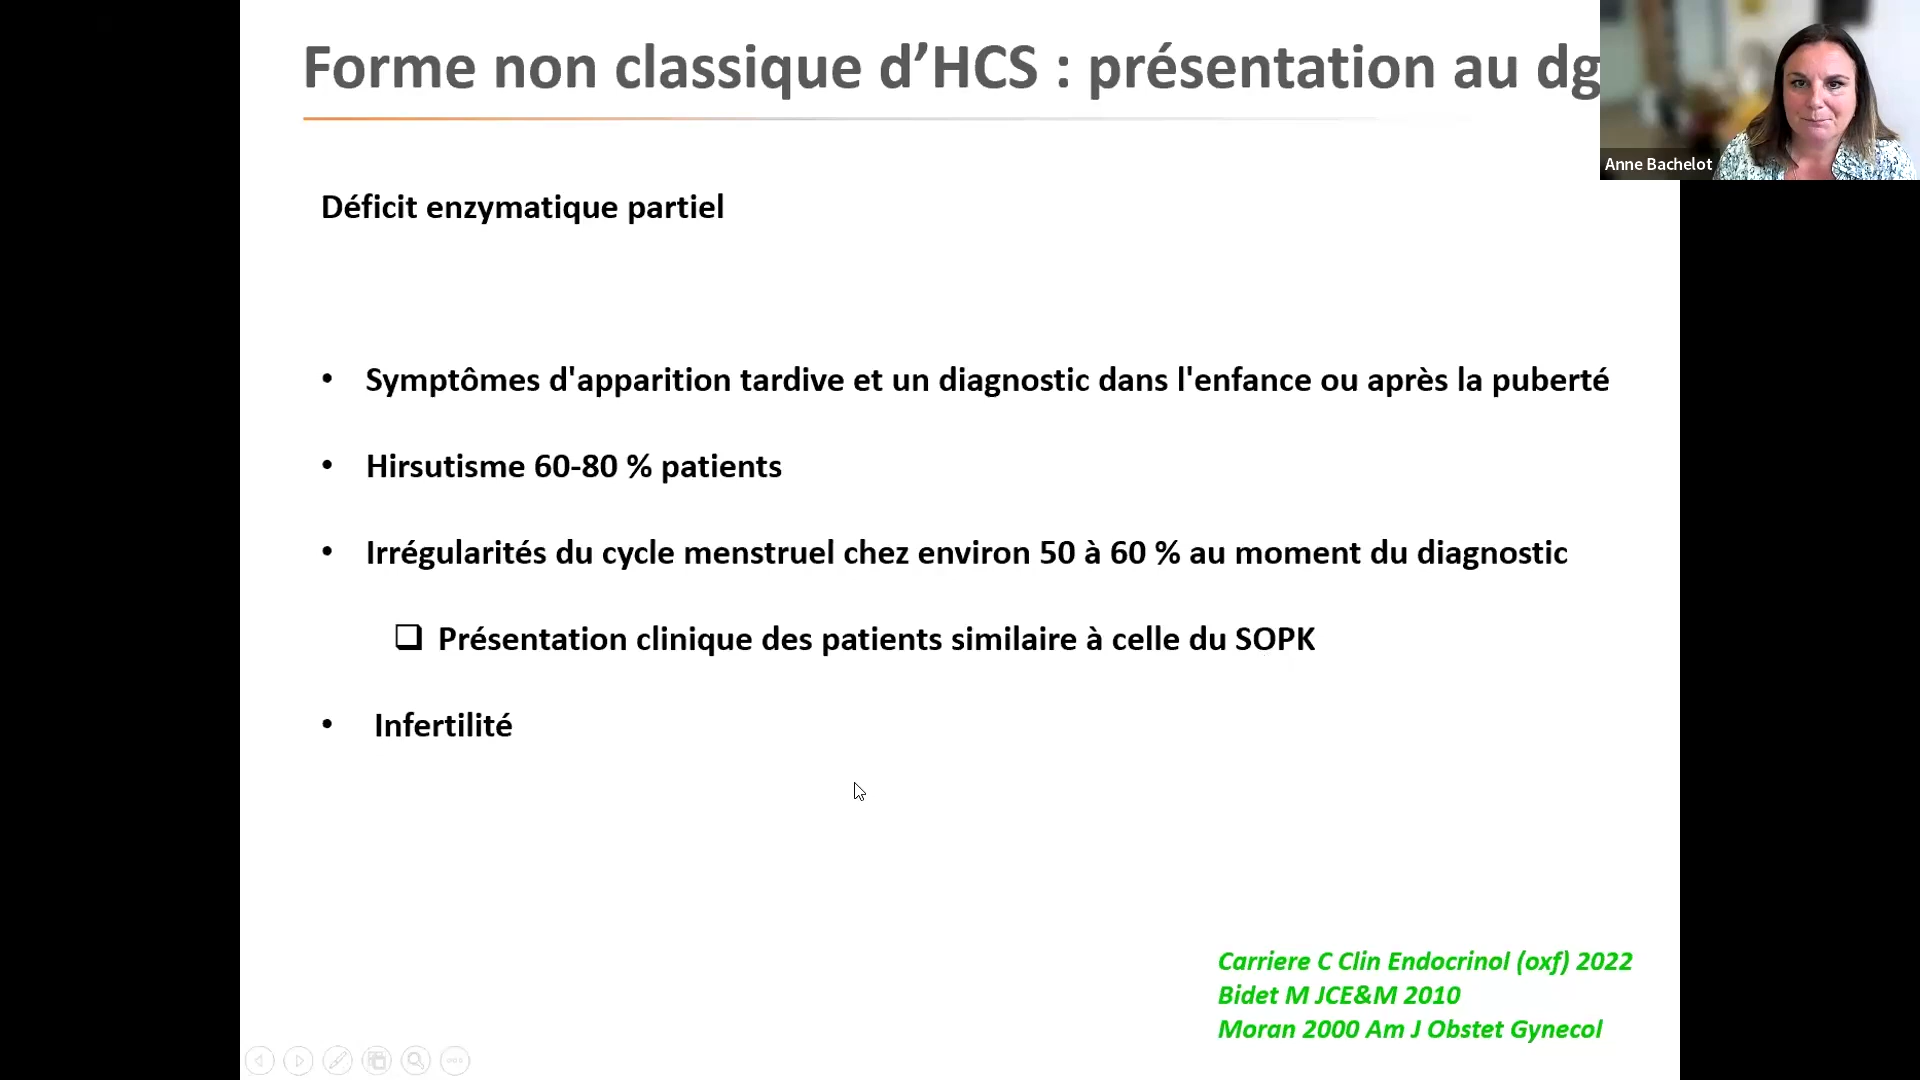 Forme non classique d’HCS : présentation au dg
Anne Bachelot
Déficit enzymatique partiel
• Symptômes d'apparition tardive et un diagnostic dans l'enfance ou après la puberté
• Hirsutisme 60-80 % patients
• Irrégularités du cycle menstruel chez environ 50 à 60 % au moment du diagnostic
❑ Présentation clinique des patients similaire à celle du SOPK
• Infertilité
Carriere C Clin Endocrinol (oxf) 2022
Bidet M JCE&M 2010
Moran 2000 Am J Obstet Gynecol